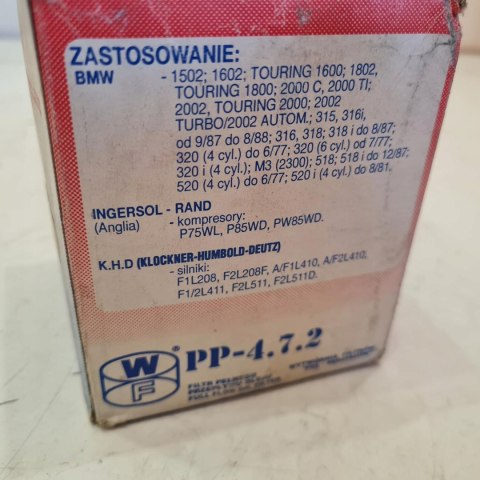 ZASTOSOWANIE:
BMW - 1502; 1602; TOURING 1600; 1802,
TOURING 1800; 2000 C, 2000 TI;
2002, TOURING 2000; 2002
TURBO/2002 AUTOM.; 315, 316i,
od 9/87 do 8/88; 316, 318; 318 i do 8/87;
320 (4 cyl.) do 6/77; 320 (6 cyl.) od 7/77;
320 i (4 cyl.); M3 (2300); 518; 518 i do 12/87;
520 (4 cyl.) do 6/77; 520 i (4 cyl.) do 8/81.
INGERSOL - RAND
(Anglia) - kompresory:
P75WL, P85WD, PW85WD.
K.H.D (KLOCKNER-HUMBOLD-DEUTZ)
- silniki:
F1L208, F2L208F, A/F1L410, A/F2L410,
F1/2L411, F2L511, F2L511D.
WF ® PP-4.7.2
FULL FLOW